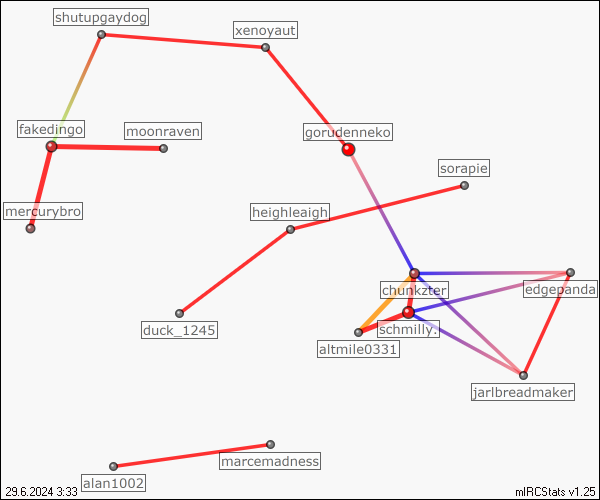 shutupgaydog
xenoyaut
fakedingo
moonraven
gorudenneko
sorapie
mercurybro
heighleaigh
chunkzter
edgepanda
duck_1245
schmilly.
altmile0331
jarlbreadmaker
marcemadness
alan1002
29.6.2024 3:33
mIRCStats v1.25